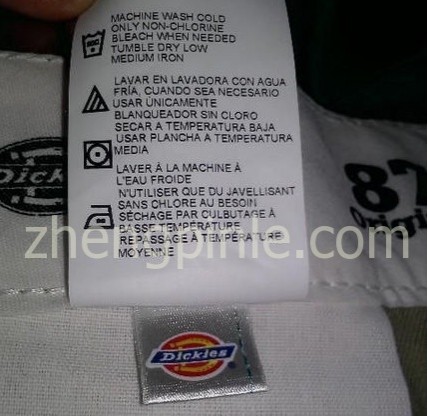 MACHINE WASH COLD
ONLY NON-CHLORINE
BLEACH WHEN NEEDED
TUMBLE DRY LOW
MEDIUM IRON
LAVAR EN LAVADORA CON AGUA
FRÍA, CUANDO SEA NECESARIO
USAR ÚNICAMENTE
BLANQUEADOR SIN CLORO
SECAR A TEMPERATURA BAJA
USAR PLANCHA A TEMPERATURA
MEDIA
LAVER À LA MACHINE À
L'EAU FROIDE
N'UTILISER QUE DU JAVELLISANT
SANS CHLORE AU BESOIN
SÉCHAGE PAR CULBUTAGE À
BASSE TEMPÉRATURE
REPASSAGE À TEMPÉRATURE
MOYENNE
Dickies
87
Origi
zhengpinle.com
Dickies